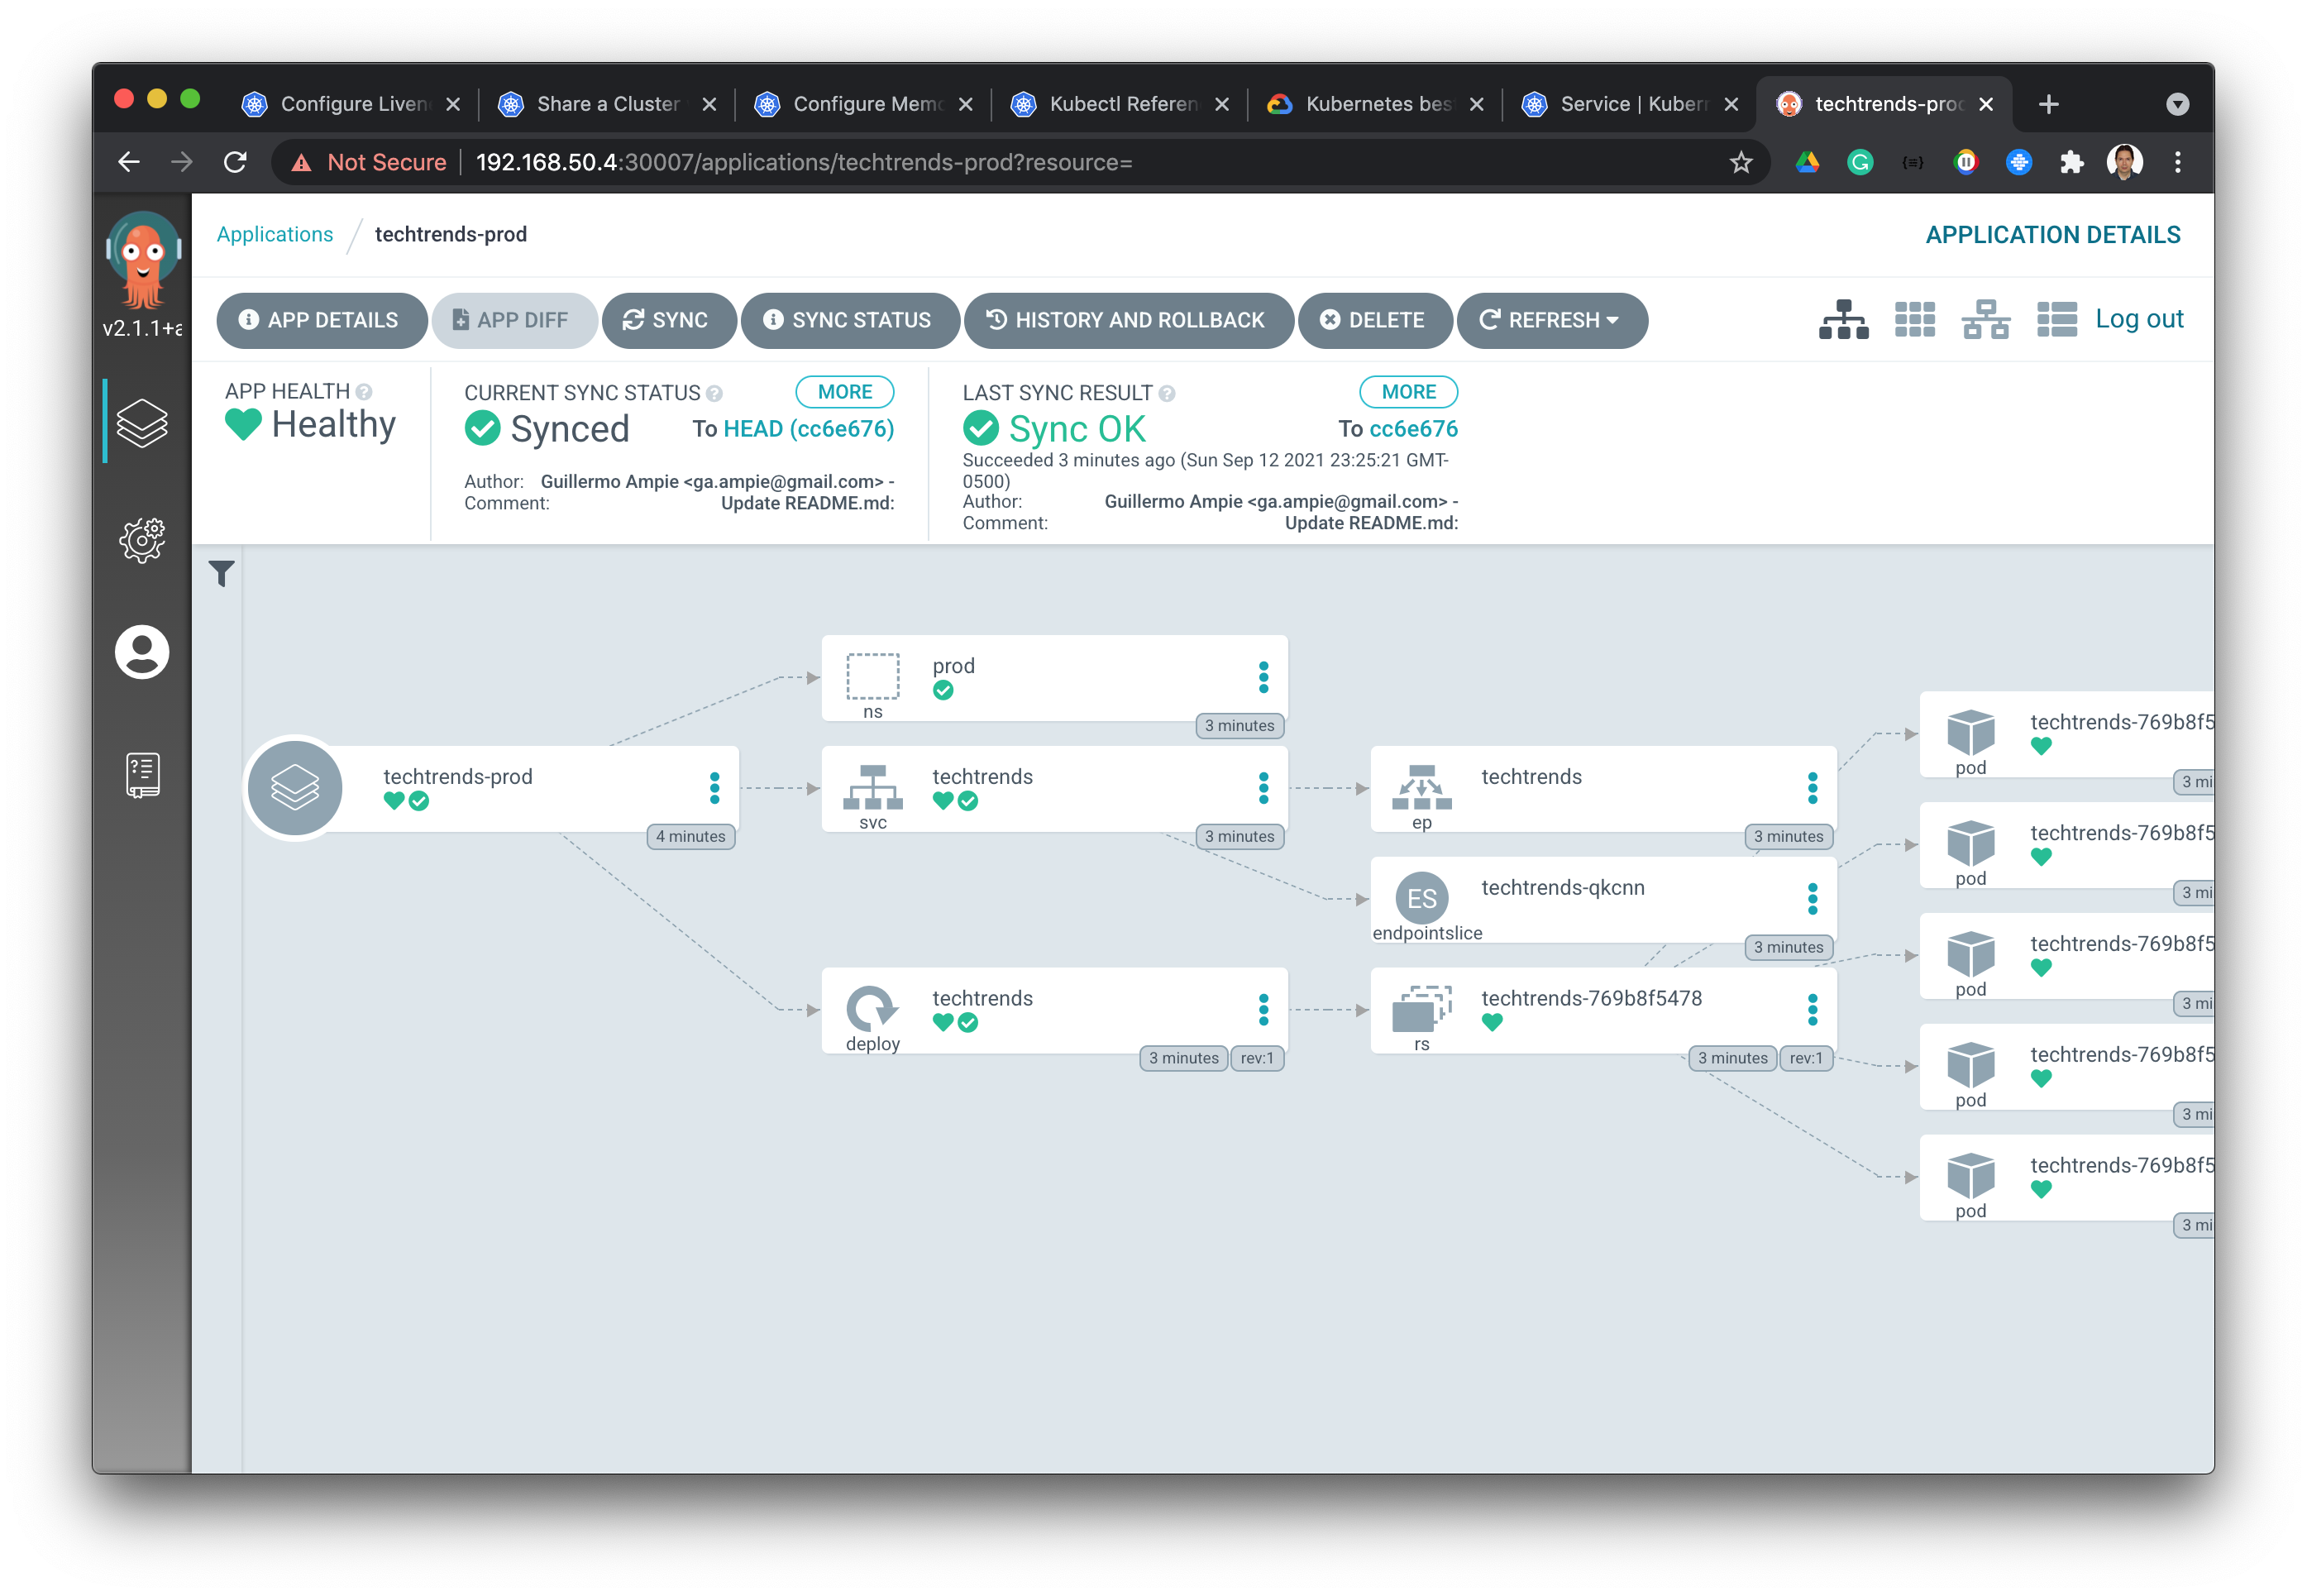 Configure Liven
Share a Cluster
Configure Memo
Kubectl Referen
Kubernetes bes
Service | Kubern
techtrends-prod
Not Secure
192.168.50.4:30007/applications/techtrends-prod?resource=
Applications / techtrends-prod
APPLICATION DETAILS
v2.1.1+a
APP DETAILS
APP DIFF
SYNC
SYNC STATUS
HISTORY AND ROLLBACK
DELETE
REFRESH
Log out
APP HEALTH
Healthy
CURRENT SYNC STATUS
MORE
Synced
To HEAD (cc6e676)
Author: Guillermo Ampie <ga.ampie@gmail.com> -
Comment: Update README.md:
LAST SYNC RESULT
MORE
Sync OK
To cc6e676
Succeeded 3 minutes ago (Sun Sep 12 2021 23:25:21 GMT-
0500)
Author: Guillermo Ampie <ga.ampie@gmail.com> -
Comment: Update README.md:
techtrends-prod
4 minutes
prod
ns
3 minutes
techtrends
svc
3 minutes
techtrends
deploy
3 minutes
rev:1
techtrends
ep
3 minutes
ES
techtrends-qkcnn
endpointslice
3 minutes
techtrends-769b8f5478
rs
3 minutes
rev:1
techtrends-769b8f5
pod
3 mi
techtrends-769b8f5
pod
3 mi
techtrends-769b8f5
pod
3 mi
techtrends-769b8f5
pod
3 mi
techtrends-769b8f5
pod
3 mi